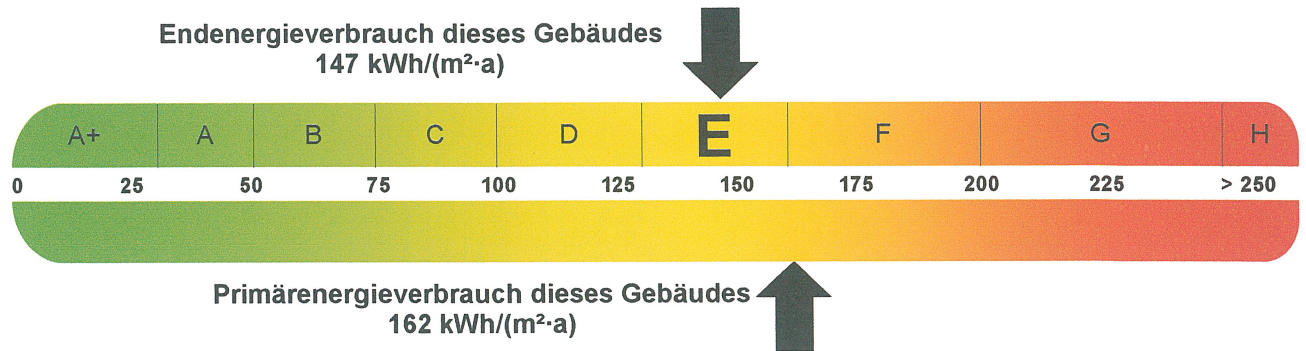 Endenergieverbrauch dieses Gebäudes
147 kWh/(m²·a)
A+ A B C D E F G H
0 25 50 75 100 125 150 175 200 225 > 250
Primärenergieverbrauch dieses Gebäudes
162 kWh/(m²·a)